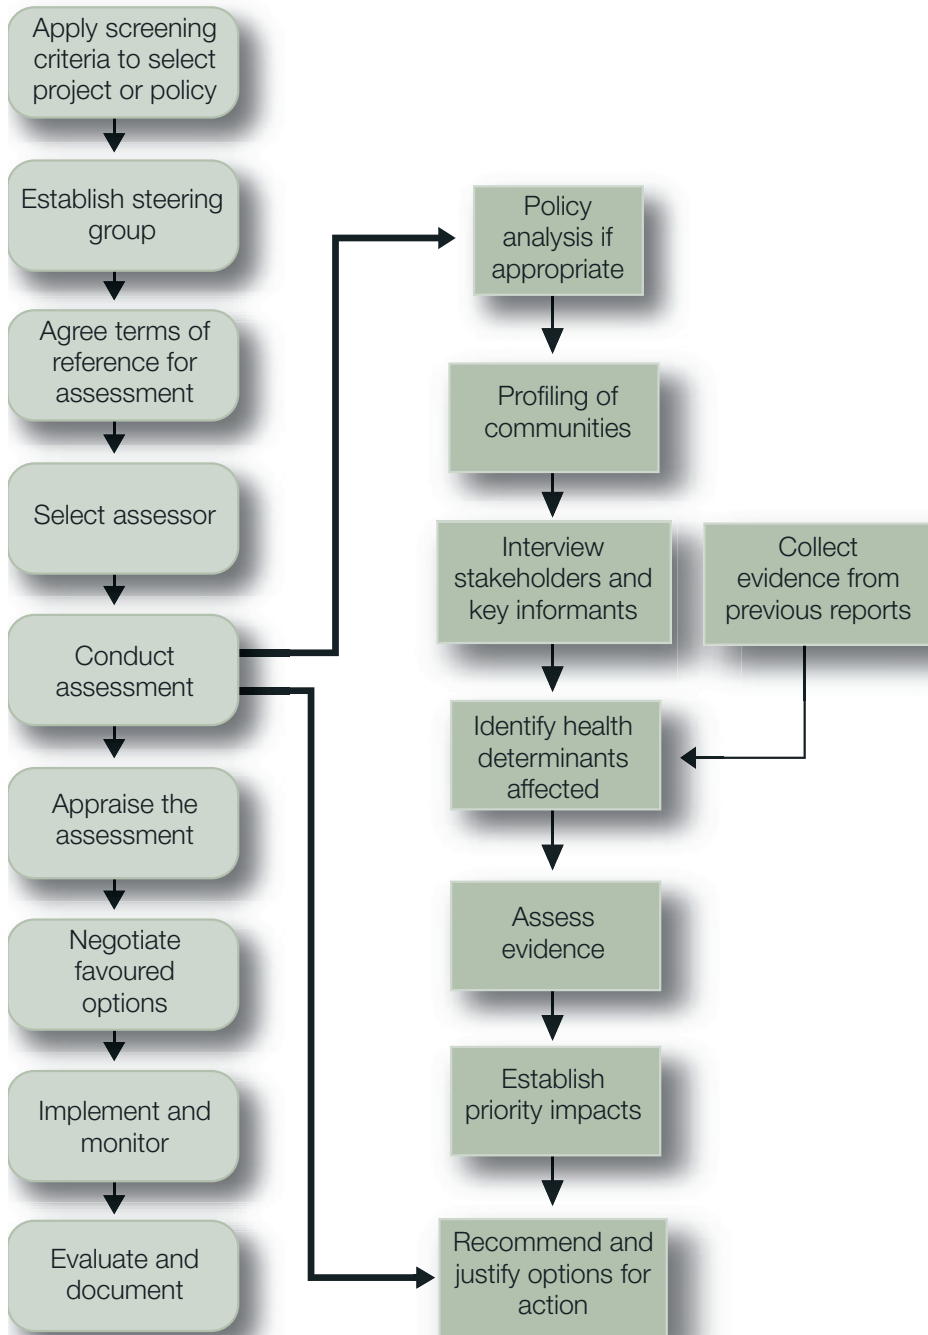 Apply screening
criteria to select
project or policy
Establish steering
group
Agree terms of
reference for
assessment
Select assessor
Conduct
assessment
Appraise the
assessment
Negotiate
favoured
options
Implement and
monitor
Evaluate and
document
Policy
analysis if
appropriate
Profiling of
communities
Interview
stakeholders and
key informants
Collect
evidence from
previous reports
Identify health
determinants
affected
Assess
evidence
Establish
priority impacts
Recommend and
justify options for
action